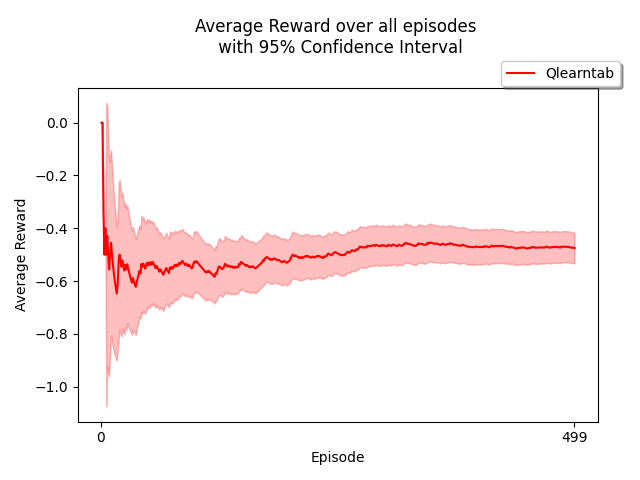 Average Reward over all episodes
with 95% Confidence Interval
Qlearntab
0.0
−0.2
−0.4
−0.6
−0.8
−1.0
Average Reward
0
499
Episode